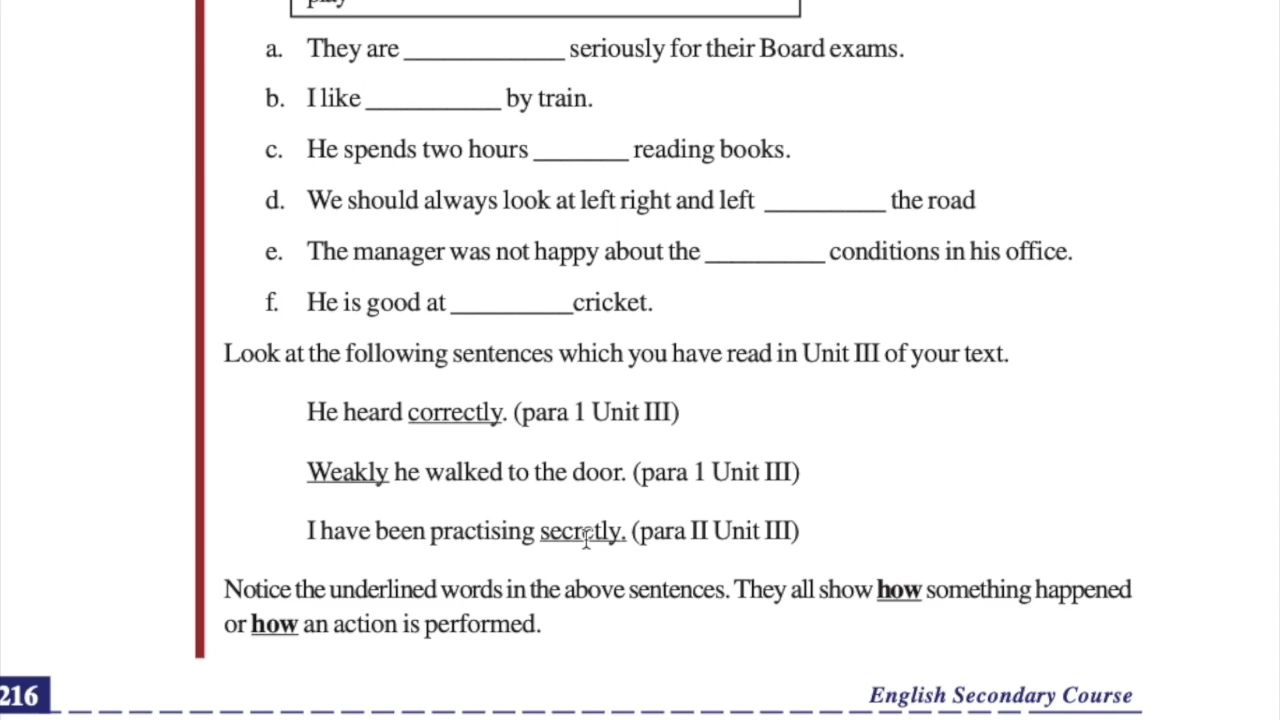 play
a. They are ____________ seriously for their Board exams.
b. I like __________ by train.
c. He spends two hours _______ reading books.
d. We should always look at left right and left _________ the road
e. The manager was not happy about the _________ conditions in his office.
f. He is good at _________cricket.
Look at the following sentences which you have read in Unit III of your text.
He heard correctly. (para 1 Unit III)
Weakly he walked to the door. (para 1 Unit III)
I have been practising secretly. (para II Unit III)
Notice the underlined words in the above sentences. They all show how something happened
or how an action is performed.
216
English Secondary Course